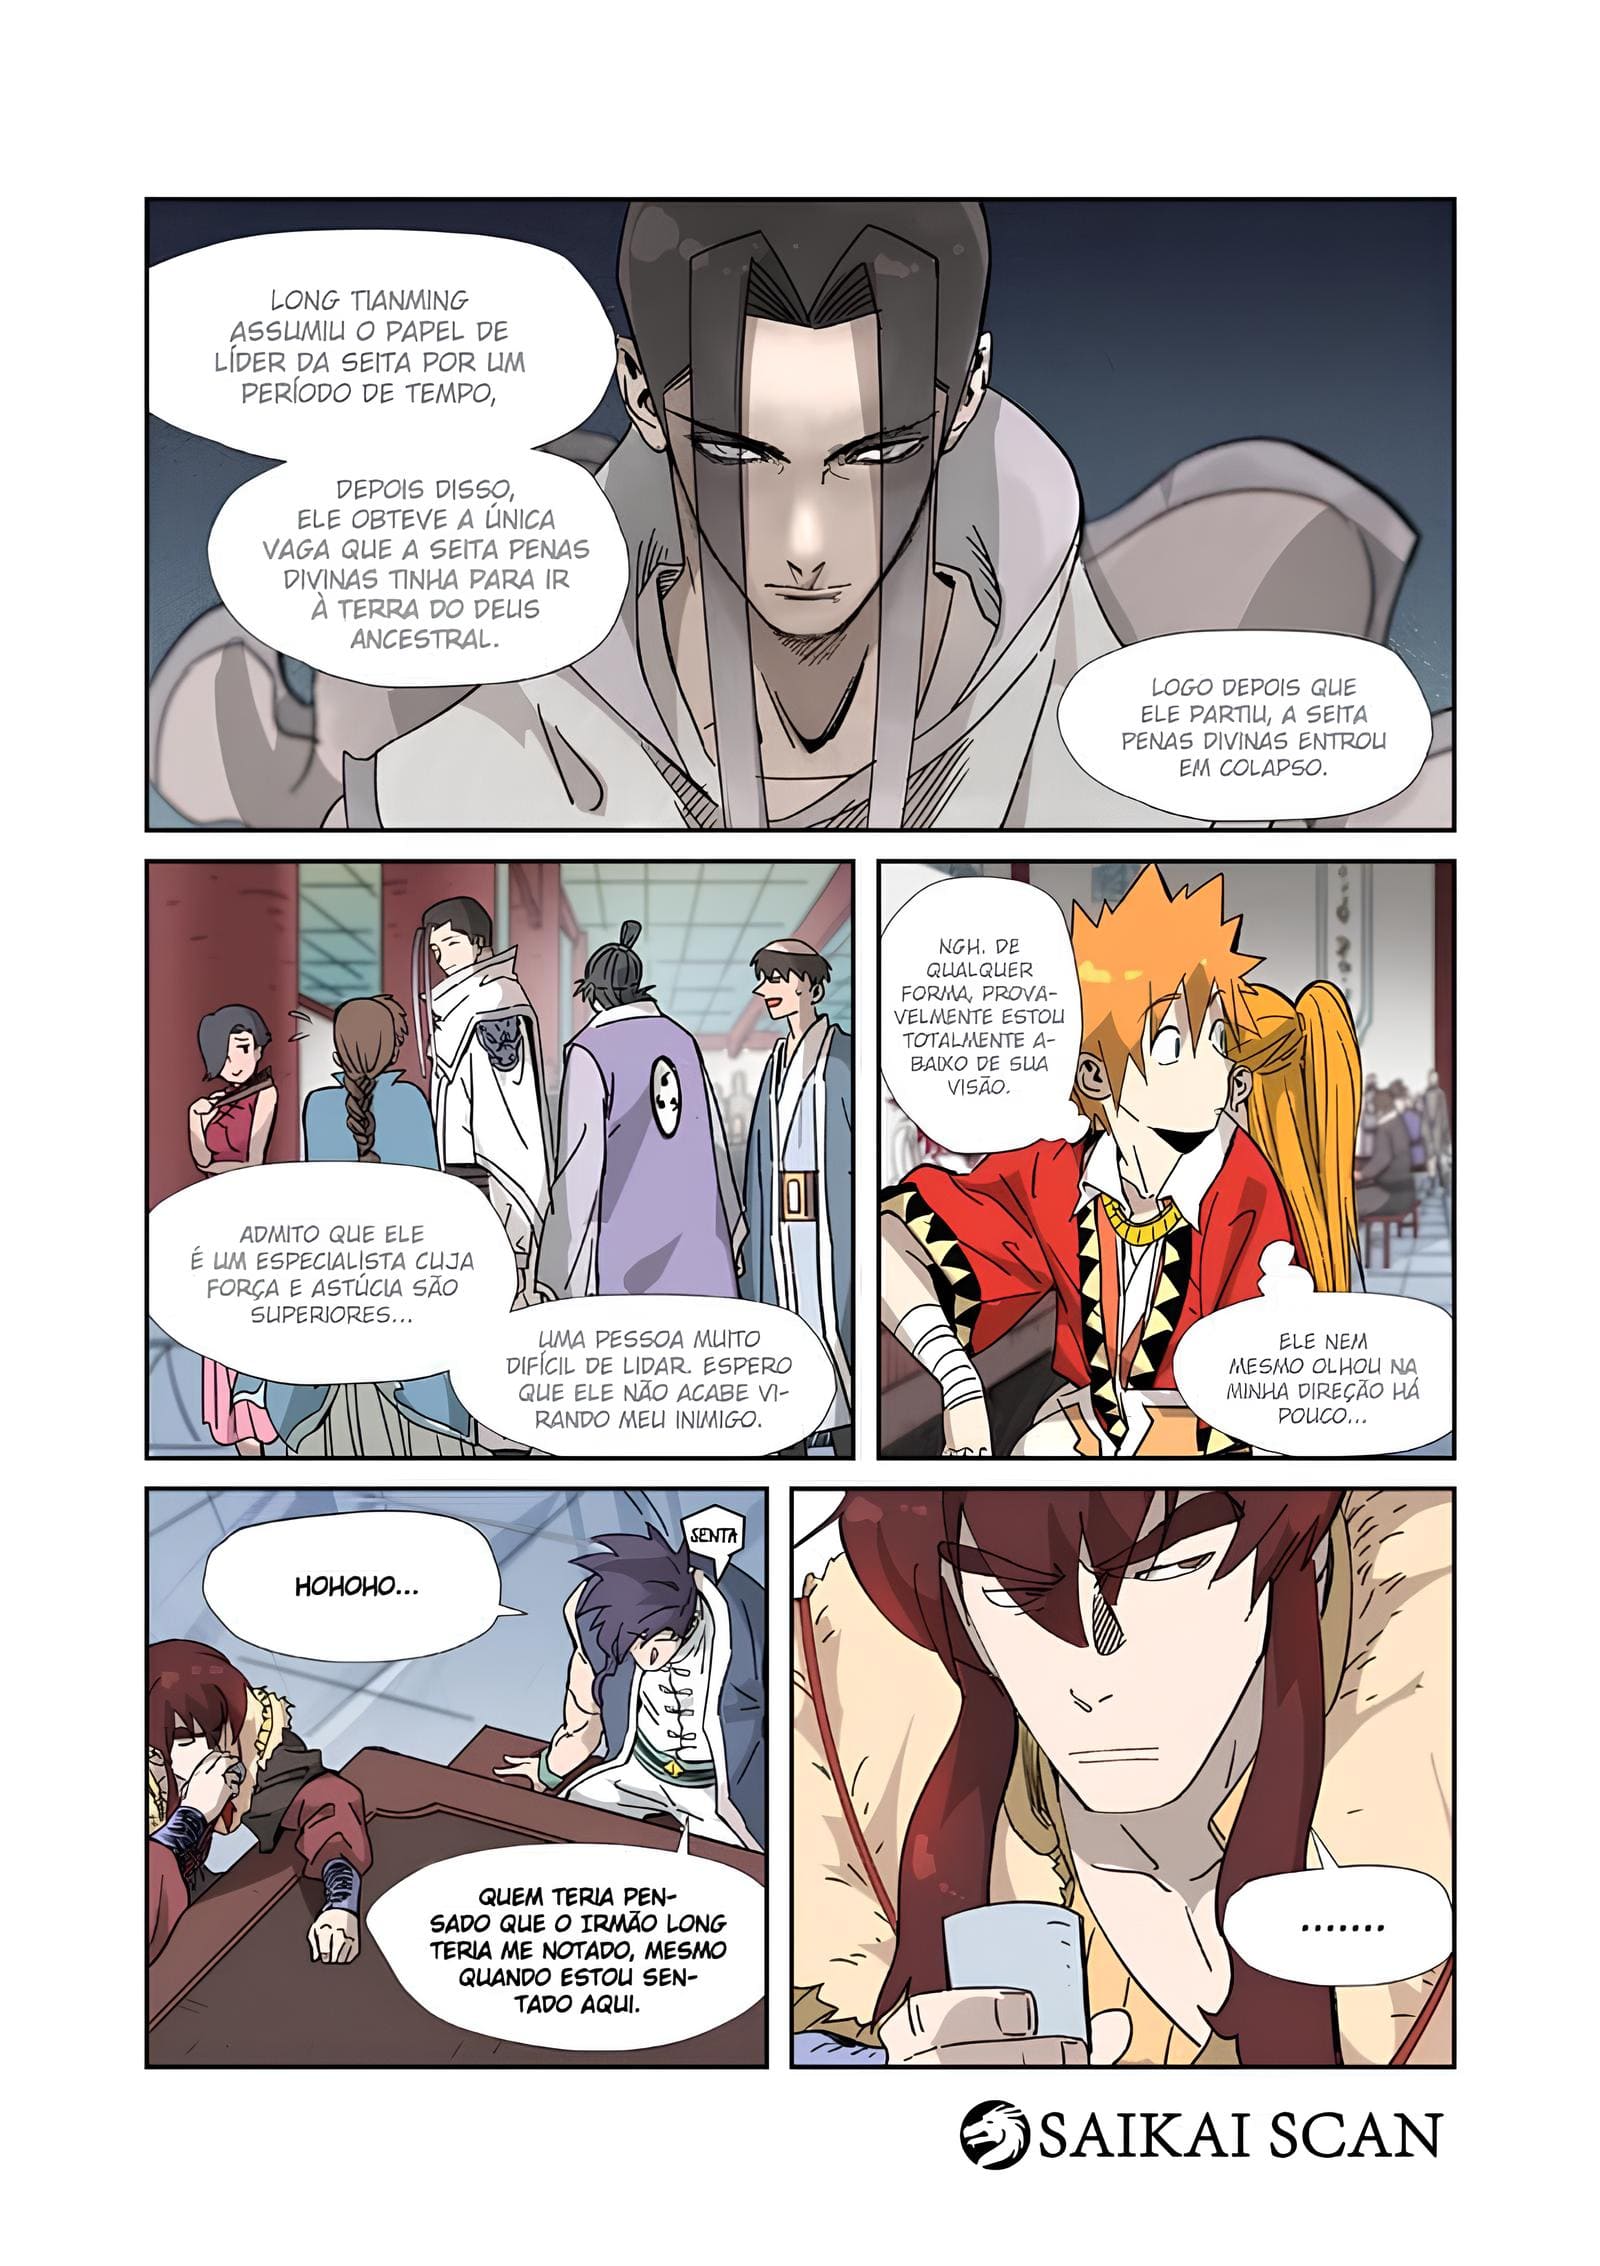 LONG TIANMING
ASSUMIU O PAPEL DE
LÍDER DA SEITA POR UM
PERÍODO DE TEMPO,
DEPOIS DISSO,
ELE OBTEVE A ÚNICA
VAGA QUE A SEITA PENAS
DIVINAS TINHA PARA IR
À TERRA DO DEUS
ANCESTRAL.
LOGO DEPOIS QUE
ELE PARTIU, A SEITA
PENAS DIVINAS ENTROU
EM COLAPSO.
ADMITO QUE ELE
É UM ESPECIALISTA CUJA
FORÇA E ASTÚCIA SÃO
SUPERIORES...
UMA PESSOA MUITO
DIFÍCIL DE LIDAR. ESPERO
QUE ELE NÃO ACABE VI-
RANDO MEU INIMIGO.
NGH. DE
QUALQUER
FORMA, PROVA-
VELMENTE ESTOU
TOTALMENTE A-
BAIXO DE SUA
VISÃO.
ELE NEM
MESMO OLHOU NA
MINHA DIREÇÃO HÁ
POUCO...
SENTA
HOHOHO...
QUEM TERIA PEN-
SADO QUE O IRMÃO LONG
TERIA ME NOTADO, MESMO
QUANDO ESTOU SEN-
TADO AQUI.
.......
SAIKAI SCAN